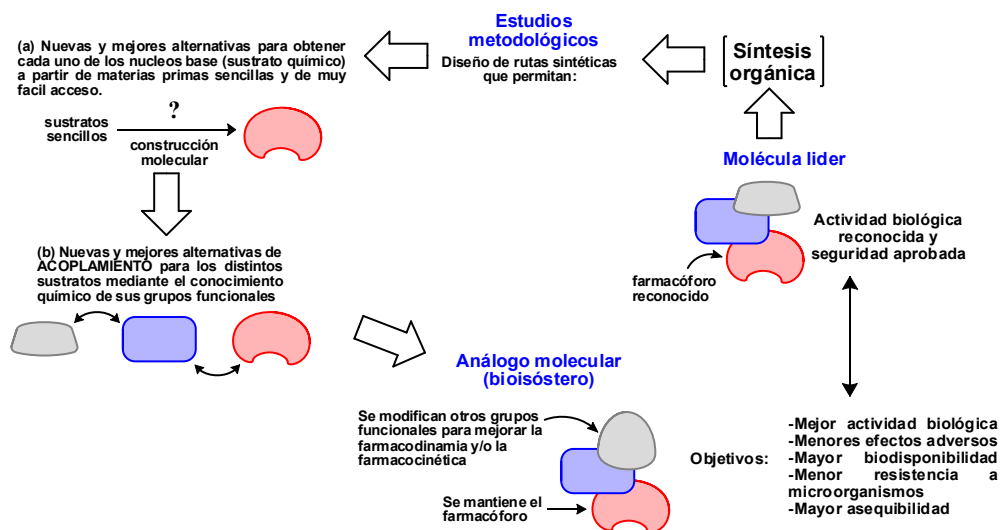 Estudios
metodológicos
Diseño de rutas sintéticas
que permitan:
(a) Nuevas y mejores alternativas para obtener
cada uno de los nucleos base (sustrato químico)
a partir de materias primas sencillas y de muy
facil acceso.
?
sustratos
sencillos
construcción
molecular
Síntesis
orgánica
Molécula lider
Actividad biológica
reconocida y
seguridad aprobada
farmacóforo
reconocido
(b) Nuevas y mejores alternativas de
ACOPLAMIENTO para los distintos
sustratos mediante el conocimiento
químico de sus grupos funcionales
Análogo molecular
(bioisóstero)
Se modifican otros grupos
funcionales para mejorar la
farmacodinamia y/o la
farmacocinética
Se mantiene el
farmacóforo
Objetivos:
-Mejor actividad biológica
-Menores efectos adversos
-Mayor biodisponibilidad
-Menor resistencia a
microorganismos
-Mayor asequibilidad